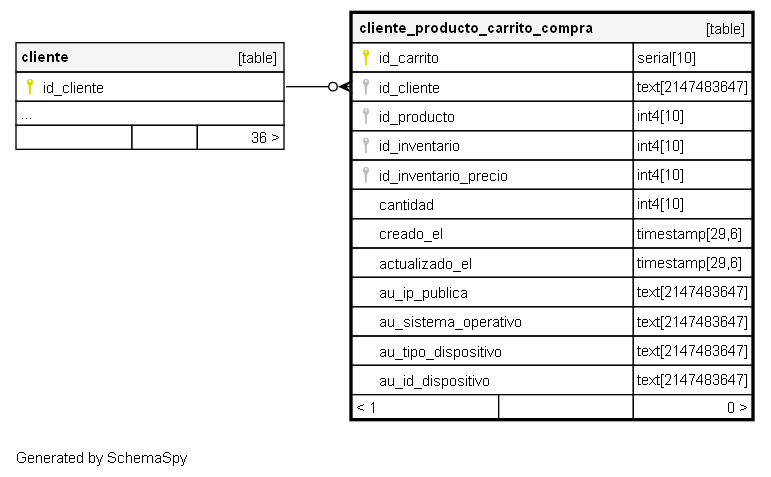 cliente [table]
id_cliente
...
36 >
cliente_producto_carrito_compra [table]
id_carrito serial[10]
id_cliente text[2147483647]
id_producto int4[10]
id_inventario int4[10]
id_inventario_precio int4[10]
cantidad int4[10]
creado_el timestamp[29,6]
actualizado_el timestamp[29,6]
au_ip_publica text[2147483647]
au_sistema_operativo text[2147483647]
au_tipo_dispositivo text[2147483647]
au_id_dispositivo text[2147483647]
< 1 0 >
Generated by SchemaSpy